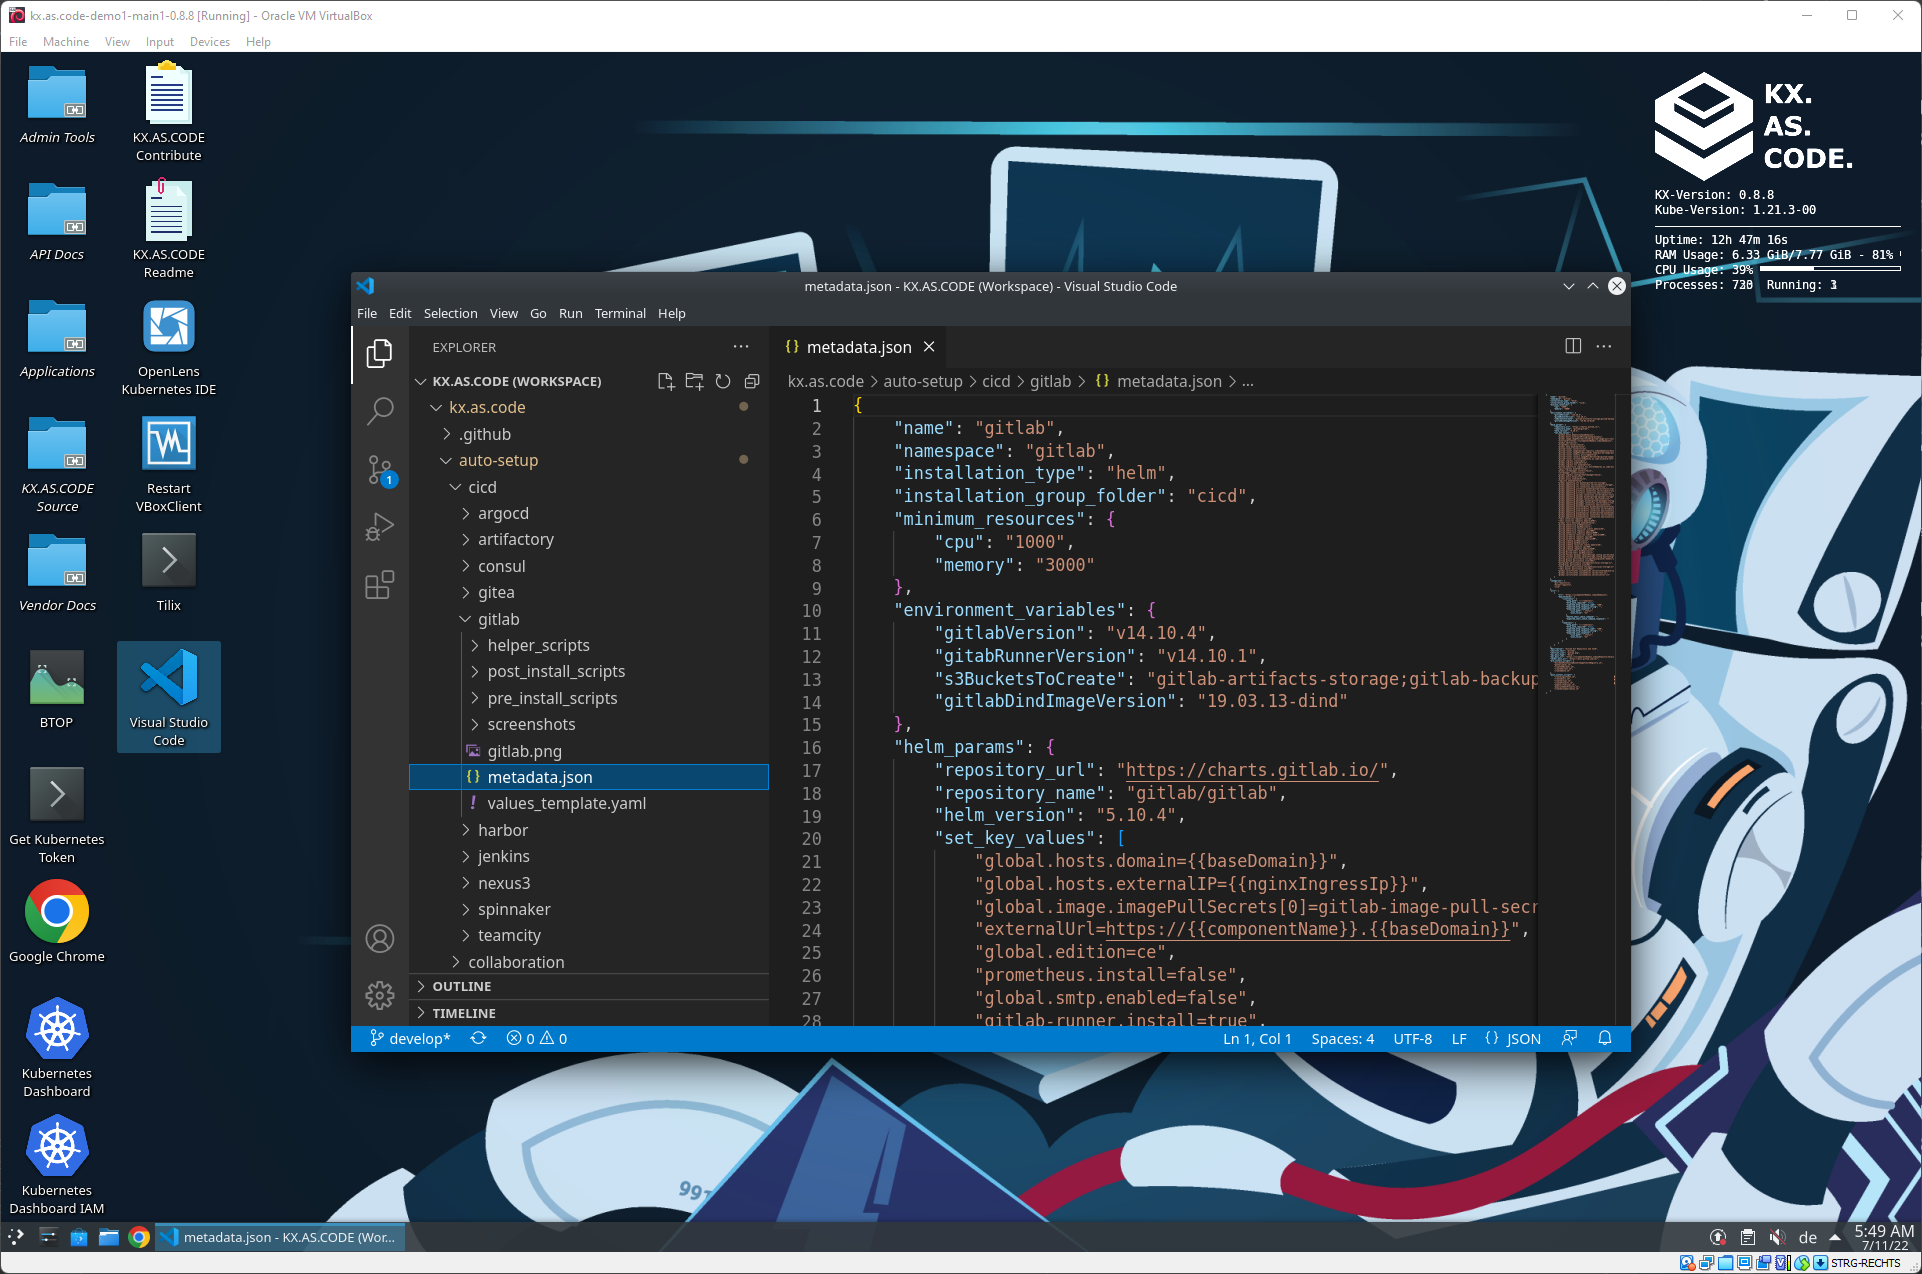 kx.as.code-demo1-main1-0.8.8 [Running] - Oracle VM VirtualBox
File Machine View Input Devices Help
Admin Tools
KX.AS.CODE
Contribute
API Docs
KX.AS.CODE
Readme
Applications
OpenLens
Kubernetes IDE
KX.AS.CODE
Source
Restart
VBoxClient
Vendor Docs
Tilix
BTOP
Visual Studio
Code
Get Kubernetes
Token
Google Chrome
Kubernetes
Dashboard
Kubernetes
Dashboard IAM
KX.
AS.
CODE.
KX-Version: 0.8.8
Kube-Version: 1.21.3-00
Uptime: 12h 47m 16s
RAM Usage: 6.33 GiB/7.77 GiB - 81%
CPU Usage: 39%
Processes: Running:
metadata.json - KX.AS.CODE (Workspace) - Visual Studio Code
File Edit Selection View Go Run Terminal Help
EXPLORER
KX.AS.CODE (WORKSPACE)
kx.as.code
.github
auto-setup
cicd
argocd
artifactory
consul
gitea
gitlab
helper_scripts
post_install_scripts
pre_install_scripts
screenshots
gitlab.png
metadata.json
values_template.yaml
harbor
jenkins
nexus3
spinnaker
teamcity
collaboration
OUTLINE
TIMELINE
1
{} metadata.json
kx.as.code > auto-setup > cicd > gitlab > {} metadata.json > ...
1 {
2 "name": "gitlab",
3 "namespace": "gitlab",
4 "installation_type": "helm",
5 "installation_group_folder": "cicd",
6 "minimum_resources": {
7 "cpu": "1000",
8 "memory": "3000"
9 },
10 "environment_variables": {
11 "gitlabVersion": "v14.10.4",
12 "gitabRunnerVersion": "v14.10.1",
13 "s3BucketsToCreate": "gitlab-artifacts-storage;gitlab-backup
14 "gitlabDindImageVersion": "19.03.13-dind"
15 },
16 "helm_params": {
17 "repository_url": "https://charts.gitlab.io/",
18 "repository_name": "gitlab/gitlab",
19 "helm_version": "5.10.4",
20 "set_key_values": [
21 "global.hosts.domain={{baseDomain}}",
22 "global.hosts.externalIP={{nginxIngressIp}}",
23 "global.image.imagePullSecrets[0]=gitlab-image-pull-secr
24 "externalUrl=https://{{componentName}}.{{baseDomain}}",
25 "global.edition=ce",
26 "prometheus.install=false",
27 "global.smtp.enabled=false",
28 "gitlab-runner.install=true",
develop* 0 0 Ln 1, Col 1 Spaces: 4 UTF-8 LF {} JSON
metadata.json - KX.AS.CODE (Wor...
de
5:49 AM
7/11/22
STRG-RECHTS